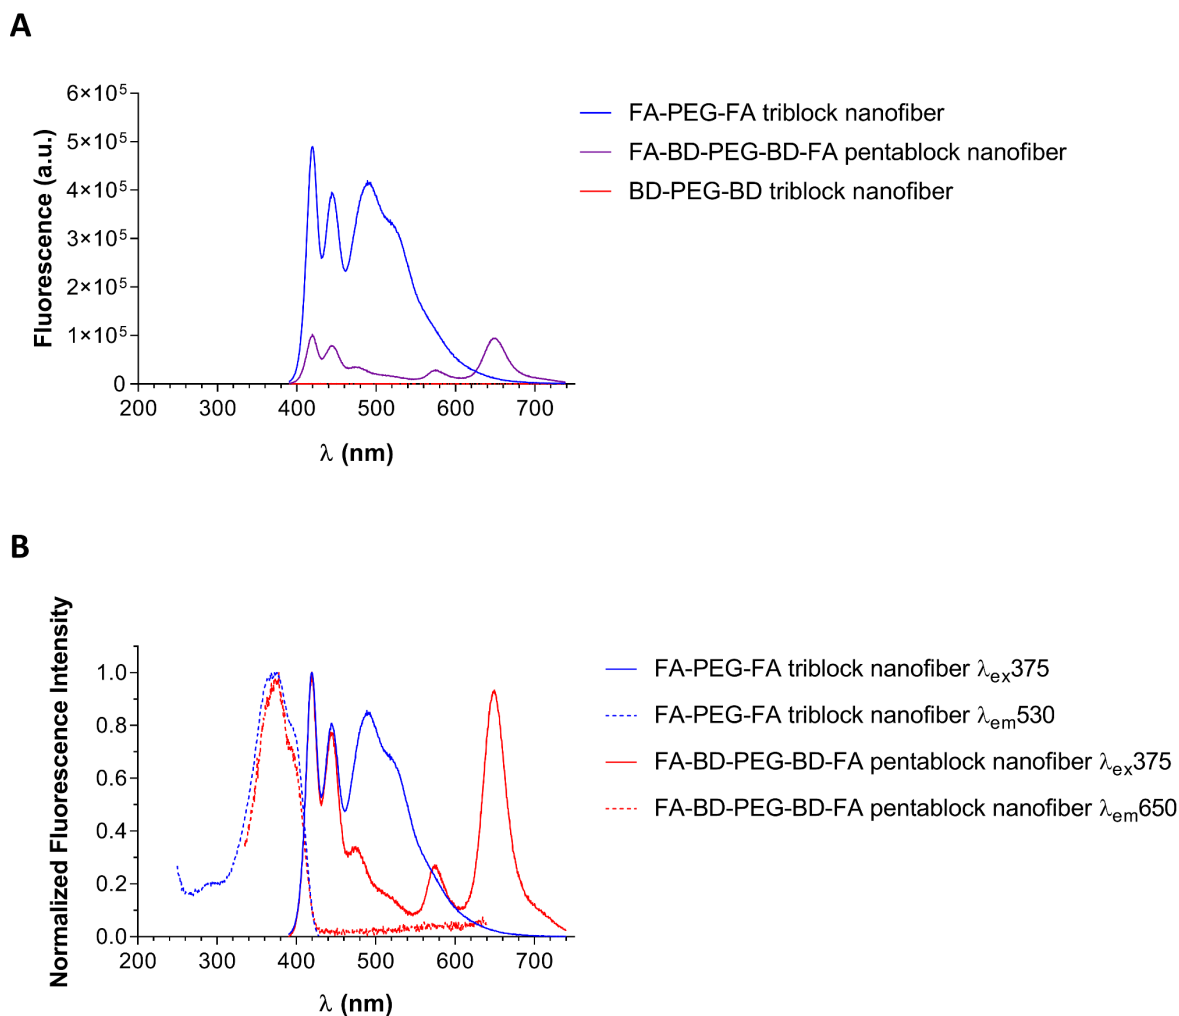 A
Fluorescence (a.u.)
6×10⁵
5×10⁵
4×10⁵
3×10⁵
2×10⁵
1×10⁵
0
200 300 400 500 600 700
λ (nm)
FA-PEG-FA triblock nanofiber
FA-BD-PEG-BD-FA pentablock nanofiber
BD-PEG-BD triblock nanofiber
B
Normalized Fluorescence Intensity
1.0
0.8
0.6
0.4
0.2
0.0
200 300 400 500 600 700
λ (nm)
FA-PEG-FA triblock nanofiber λex375
FA-PEG-FA triblock nanofiber λem530
FA-BD-PEG-BD-FA pentablock nanofiber λex375
FA-BD-PEG-BD-FA pentablock nanofiber λem650